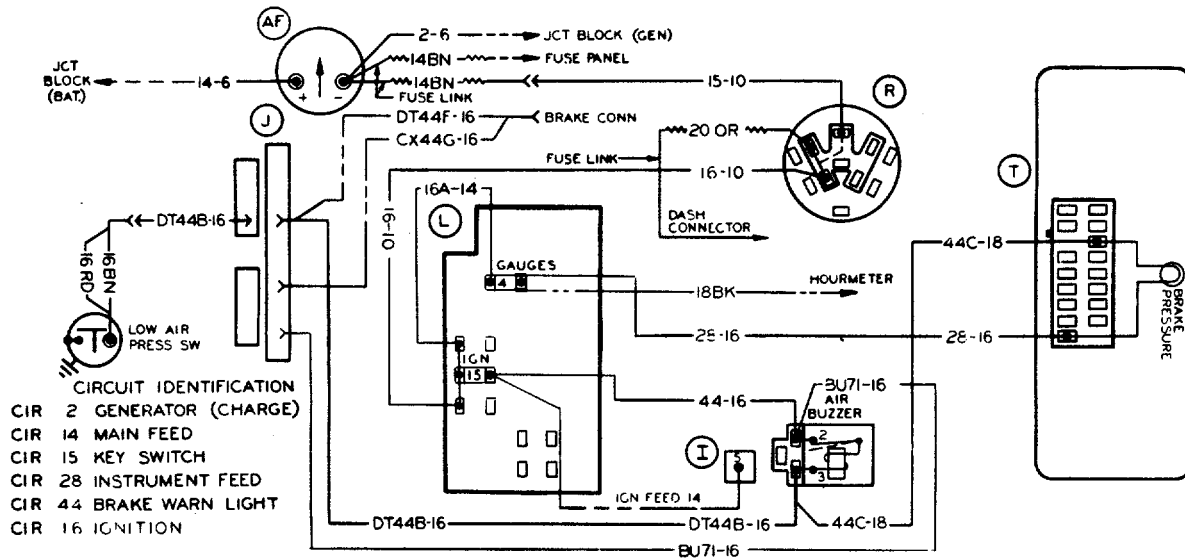 AF
2-6
JCT BLOCK (GEN)
14BN
FUSE PANEL
JCT
BLOCK
(BAT.)
14-6
+
-
14BN
15-10
FUSE LINK
R
J
DT44F-16
BRAKE CONN
CX44G-16
20 OR
FUSE LINK
16-10
T
16A-14
16-10
L
DASH
CONNECTOR
DT44B-16
44C-18
16 RD
16 BN
GAUGES
4
HOURMETER
18BK
BRAKE
PRESSURE
28-16
28-16
LOW AIR
PRESS SW
IGN
15
CIRCUIT IDENTIFICATION
CIR 2 GENERATOR (CHARGE)
CIR 14 MAIN FEED
CIR 15 KEY SWITCH
CIR 28 INSTRUMENT FEED
CIR 44 BRAKE WARN LIGHT
CIR 16 IGNITION
44-16
BU71-16
AIR
BUZZER
I
5
2
3
IGN FEED 14
DT44B-16
DT44B-16
44C-18
BU71-16